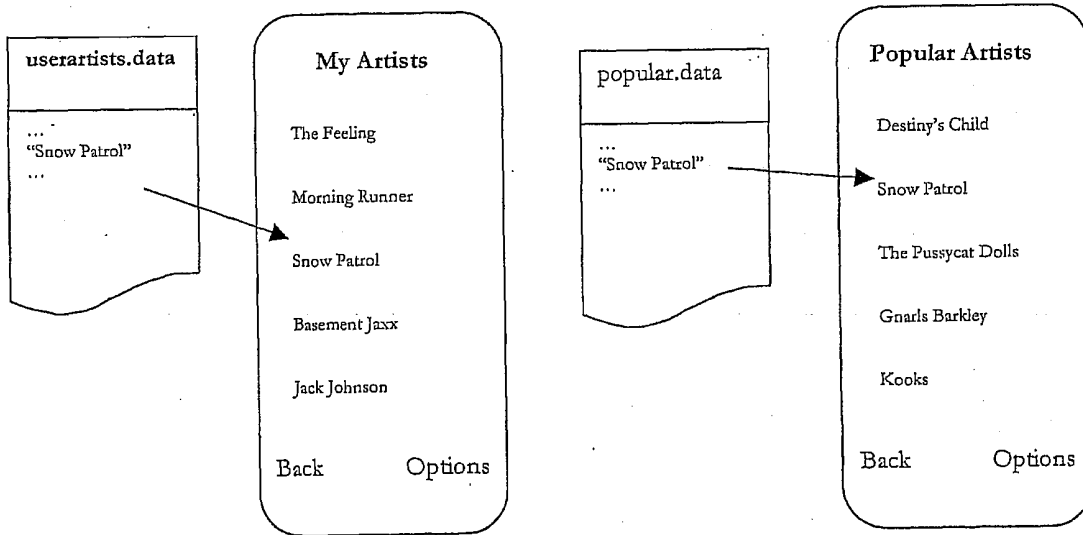 userartists.data
...
“Snow Patrol”
...
My Artists
The Feeling
Morning Runner
Snow Patrol
Basement Jaxx
Jack Johnson
Back
Options
popular.data
...
“Snow Patrol”
...
Popular Artists
Destiny's Child
Snow Patrol
The Pussycat Dolls
Gnarls Barkley
Kooks
Back
Options